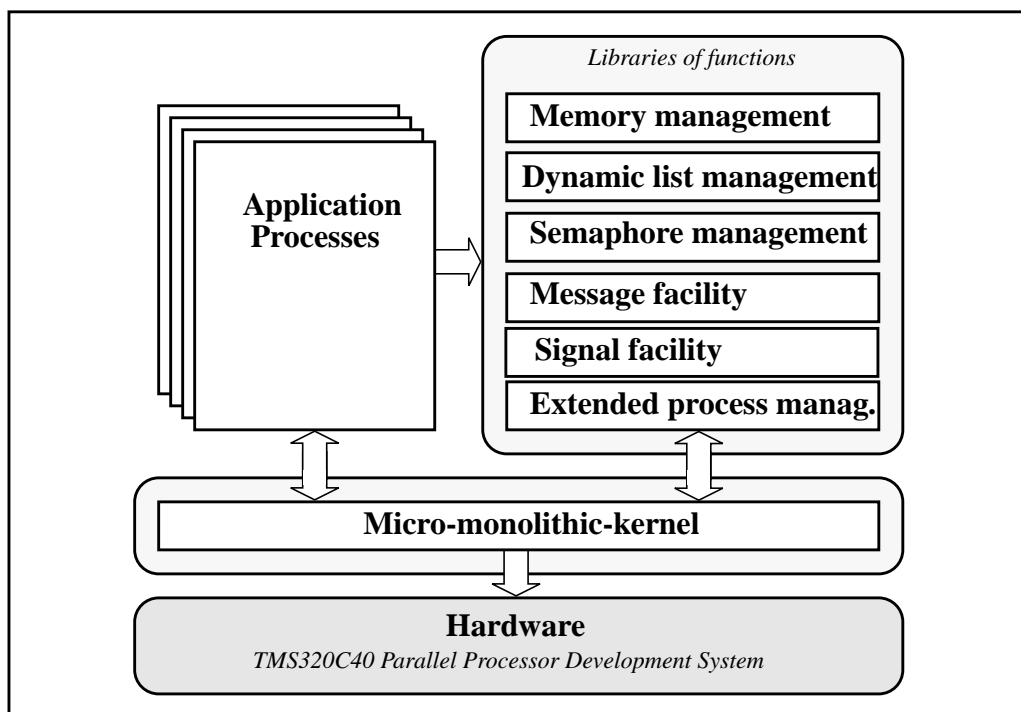 Libraries of functions
Memory management
Dynamic list management
Semaphore management
Message facility
Signal facility
Extended process manag.
Application
Processes
Micro-monolithic-kernel
Hardware
TMS320C40 Parallel Processor Development System